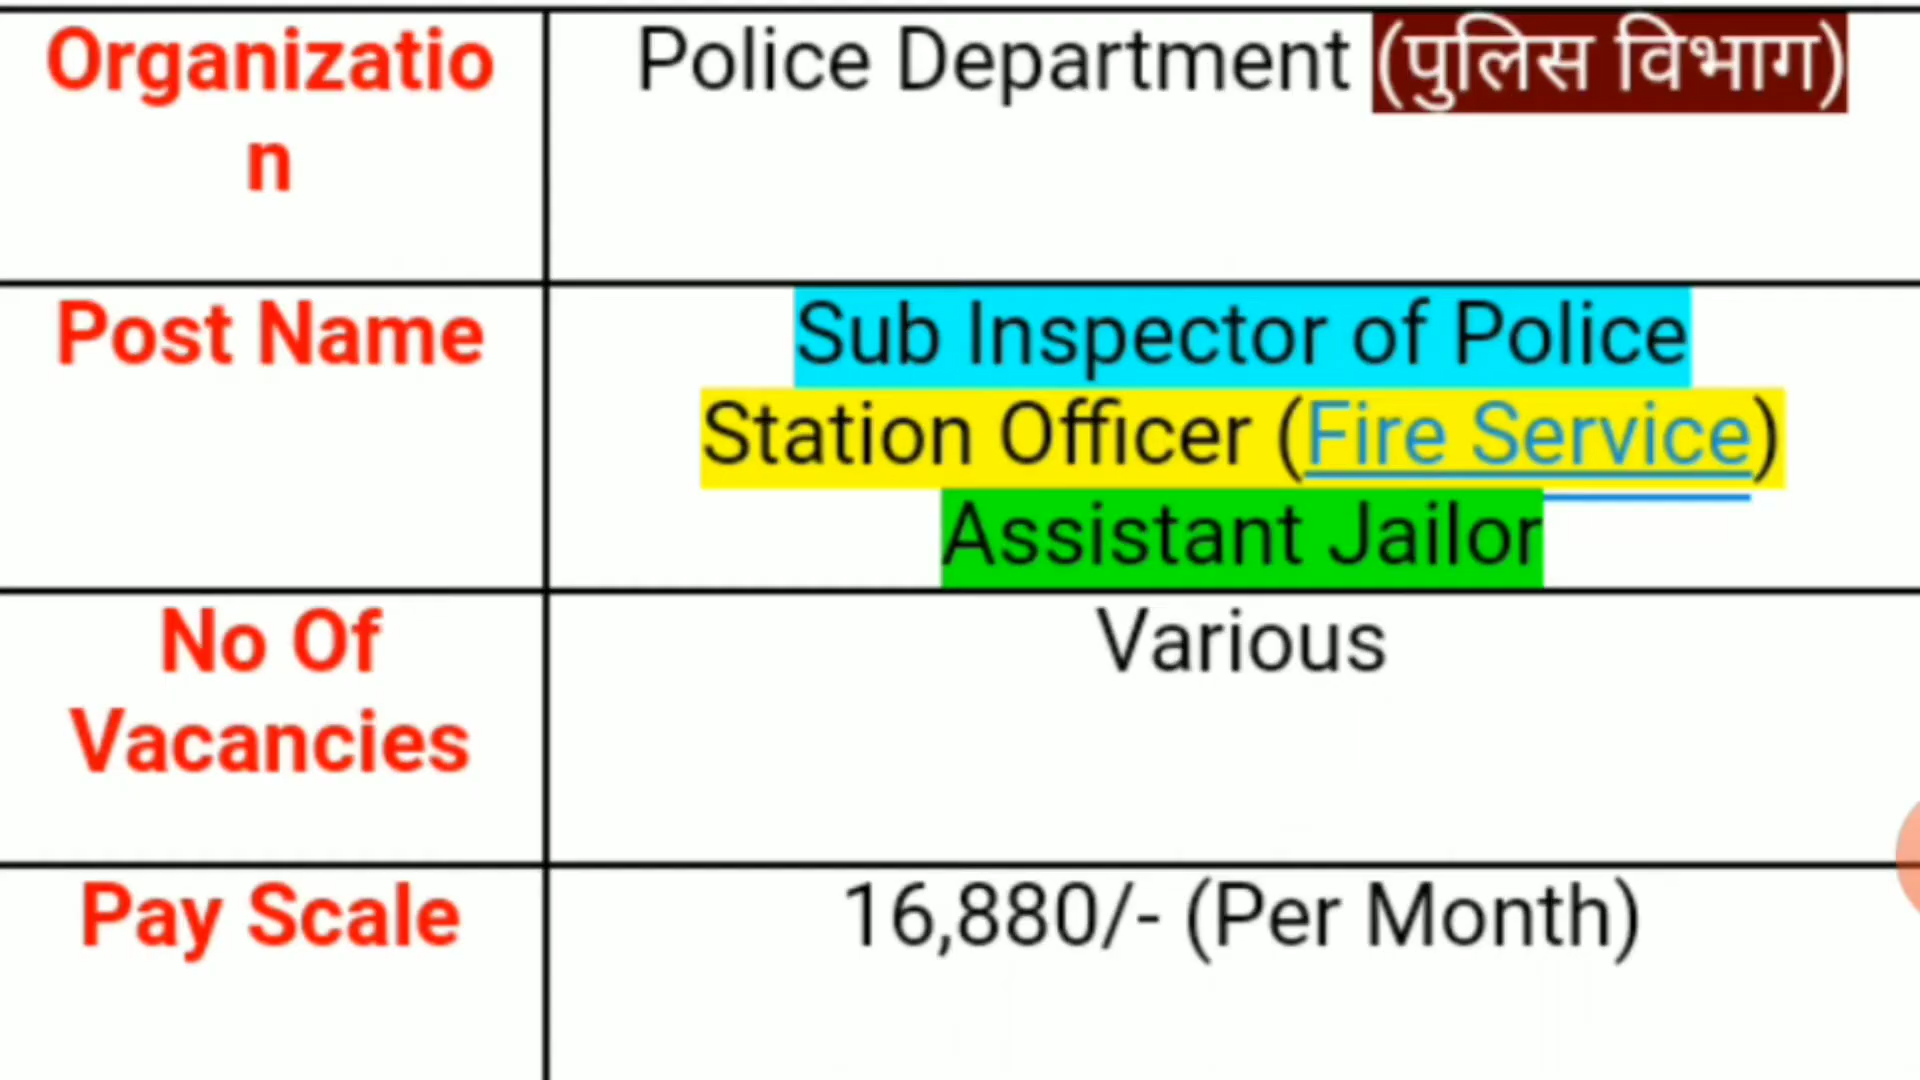 Organizatio
n
Police Department (पुलिस विभाग)
Post Name
Sub Inspector of Police
Station Officer (Fire Service)
Assistant Jailor
No Of
Vacancies
Various
Pay Scale
16,880/- (Per Month)